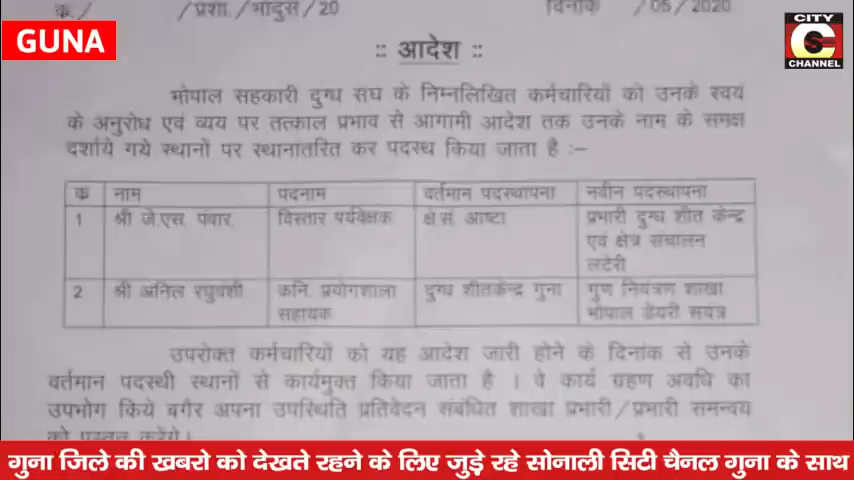 क./ /प्रशा./भोदुसं/20
दिनांक /05/2020
GUNA
CITY
CHANNEL
:: आदेश ::
भोपाल सहकारी दुग्ध संघ के निम्नलिखित कर्मचारियों को उनके स्वयं
के अनुरोध एवं व्यय पर तत्काल प्रभाव से आगामी आदेश तक उनके नाम के समक्ष
दर्शाये गये स्थानों पर स्थानांतरित कर पदस्थ किया जाता है :–
क नाम पदनाम वर्तमान पदस्थापना नवीन पदस्थापना
1 श्री जे.एस. पंवार विस्तार पर्यवेक्षक क्षे.सं. आष्टा प्रभारी दुग्ध शीत केन्द्र
एवं क्षेत्र संचालन
लटेरी
2 श्री अनिल रघुवंशी कनि. प्रयोगशाला दुग्ध शीतकेन्द्र गुना गुण नियंत्रण शाखा
सहायक भोपाल डेयरी संयंत्र
उपरोक्त कर्मचारियों को यह आदेश जारी होने के दिनांक से उनके
वर्तमान पदस्थी स्थानों से कार्यमुक्त किया जाता है । वे कार्य ग्रहण अवधि का
उपभोग किये बगैर अपना उपस्थिति प्रतिवेदन संबंधित शाखा प्रभारी/प्रभारी समन्वय
को प्रस्तुत करेंगे।
गुना जिले की खबरो को देखते रहने के लिए जुड़े रहे सोनाली सिटी चैनल गुना के साथ